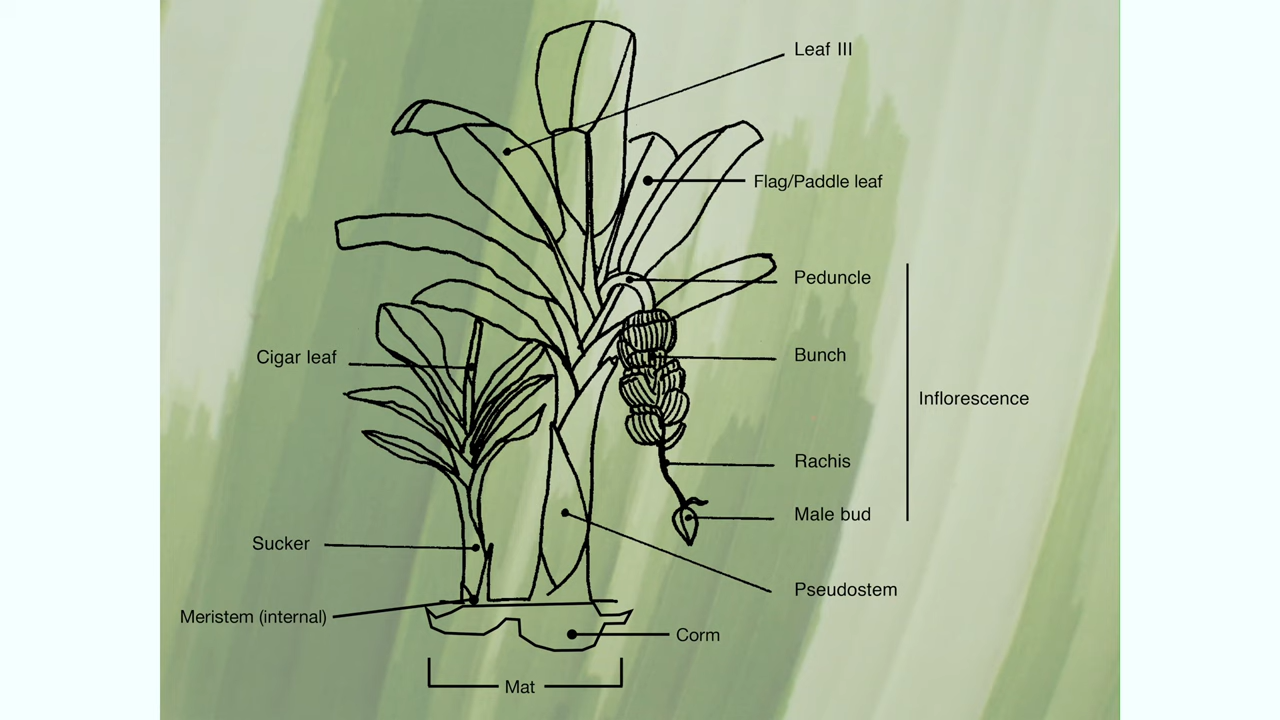 Leaf III
Flag/Paddle leaf
Peduncle
Cigar leaf
Bunch
Inflorescence
Rachis
Male bud
Sucker
Pseudostem
Meristem (internal)
Corm
Mat